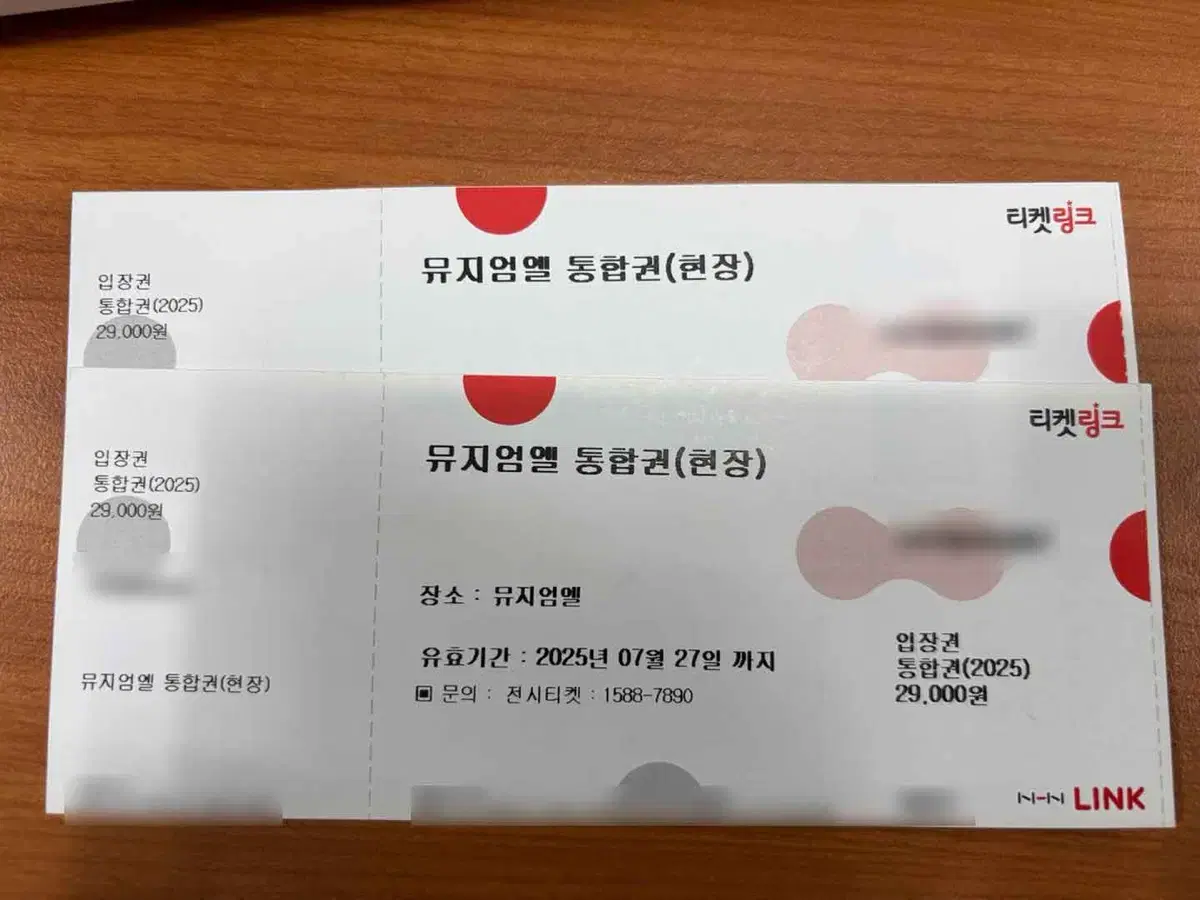 티켓링크
뮤지엄엘 통합권(현장)
입장권
통합권(2025)
29,000원
티켓링크
뮤지엄엘 통합권(현장)
입장권
통합권(2025)
29,000원
장소 : 뮤지엄엘
유효기간 : 2025년 07월 27일 까지
▣ 문의 : 전시티켓 : 1588-7890
입장권
통합권(2025)
29,000원
뮤지엄엘 통합권(현장)
NHN LINK